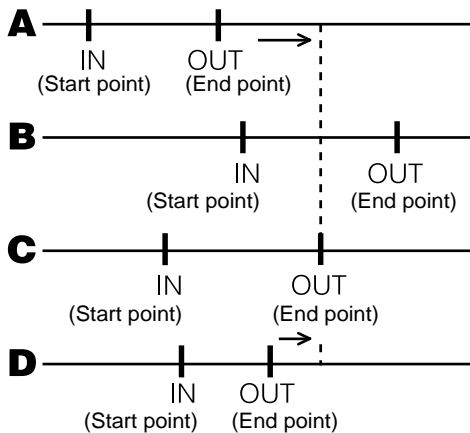 A
IN OUT
(Start point) (End point)
B
IN OUT
(Start point) (End point)
C
IN OUT
(Start point) (End point)
D
IN OUT
(Start point) (End point)